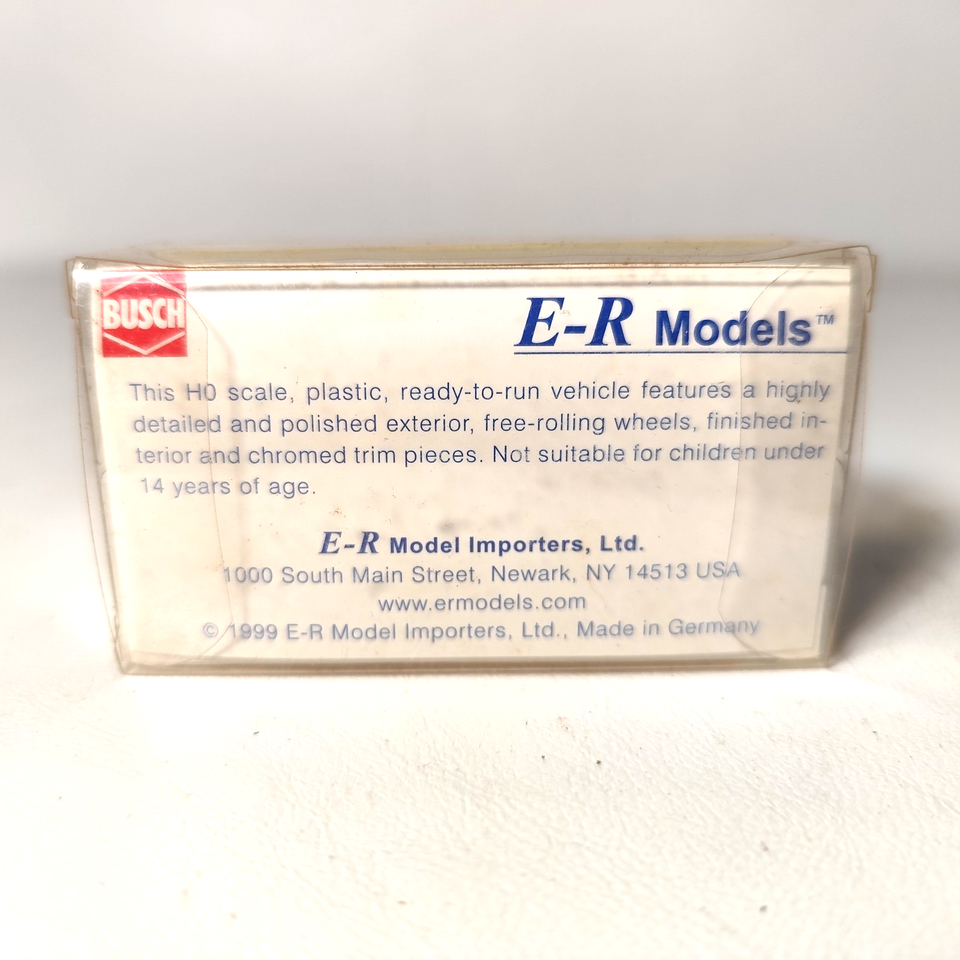 BUSCH
E-R Models™
This H0 scale, plastic, ready-to-run vehicle features a highly
detailed and polished exterior, free-rolling wheels, finished in-
terior and chromed trim pieces. Not suitable for children under
14 years of age.
E-R Model Importers, Ltd.
1000 South Main Street, Newark, NY 14513 USA
www.ermodels.com
© 1999 E-R Model Importers, Ltd., Made in Germany